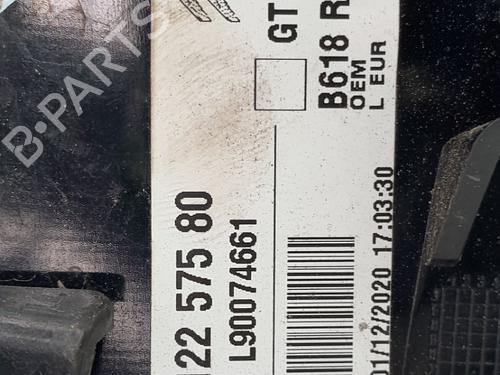 GT
B618 R
OEM
L EUR
22 575 80
L90074661
01/12/2020 17:03:30
B-PARTS